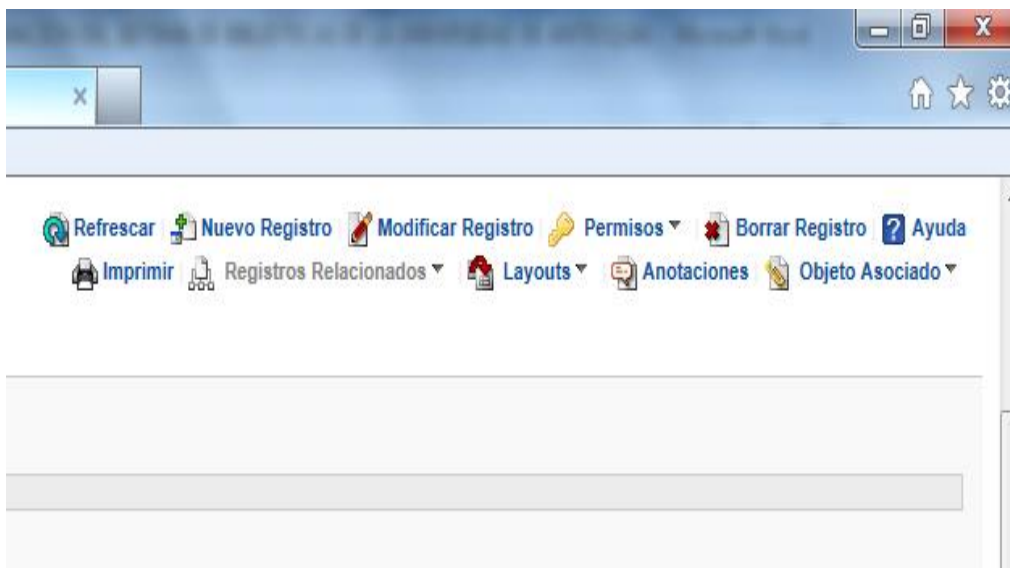 Refrescar Nuevo Registro Modificar Registro Permisos Borrar Registro Ayuda
Imprimir Registros Relacionados Layouts Anotaciones Objeto Asociado